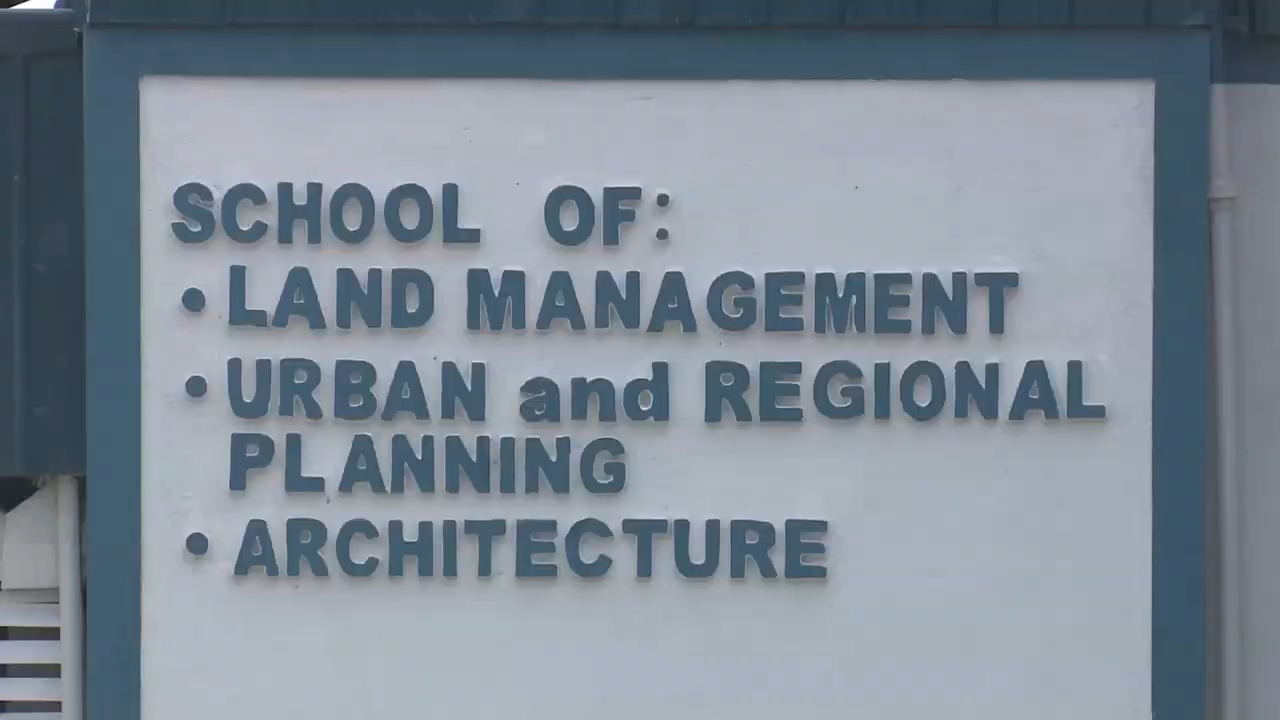 SCHOOL OF:
• LAND MANAGEMENT
• URBAN and REGIONAL
PLANNING
• ARCHITECTURE